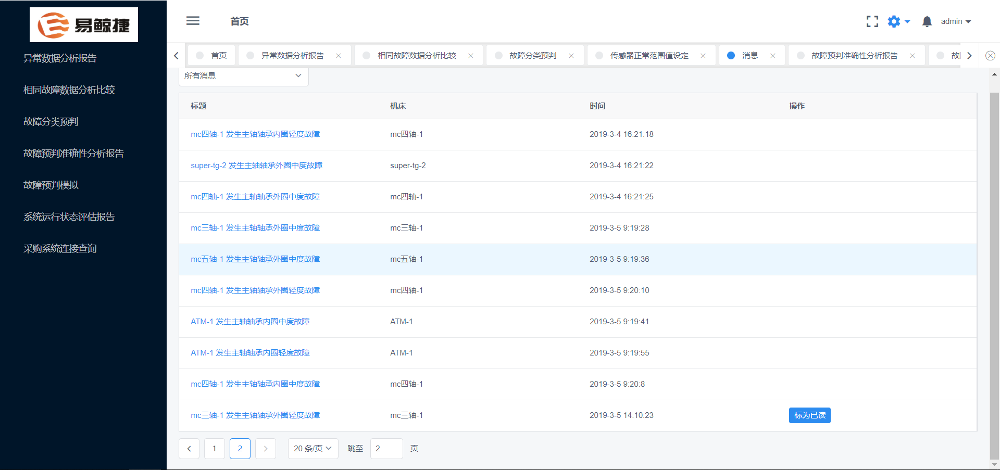 易鲸捷
首页
admin
首页
异常数据分析报告
相同故障数据分析比较
故障分类预判
传感器正常范围值设定
消息
故障预判准确性分析报告
异常数据分析报告
相同故障数据分析比较
故障分类预判
故障预判准确性分析报告
故障预判模拟
系统运行状态评估报告
采购系统连接查询
所有消息
标题 机床 时间 操作
mc四轴-1 发生主轴轴承内圈轻度故障 mc四轴-1 2019-3-4 16:21:18
super-tg-2 发生主轴轴承外圈中度故障 super-tg-2 2019-3-4 16:21:22
mc四轴-1 发生主轴轴承外圈中度故障 mc四轴-1 2019-3-4 16:21:25
mc三轴-1 发生主轴轴承外圈中度故障 mc三轴-1 2019-3-5 9:19:28
mc五轴-1 发生主轴轴承外圈中度故障 mc五轴-1 2019-3-5 9:19:36
mc四轴-1 发生主轴轴承外圈轻度故障 mc四轴-1 2019-3-5 9:20:10
ATM-1 发生主轴轴承内圈中度故障 ATM-1 2019-3-5 9:19:41
ATM-1 发生主轴轴承内圈轻度故障 ATM-1 2019-3-5 9:19:55
mc四轴-1 发生主轴轴承内圈中度故障 mc四轴-1 2019-3-5 9:20:8
mc三轴-1 发生主轴轴承外圈轻度故障 mc三轴-1 2019-3-5 14:10:23 标为已读
1 2 20 条/页 跳至 2 页